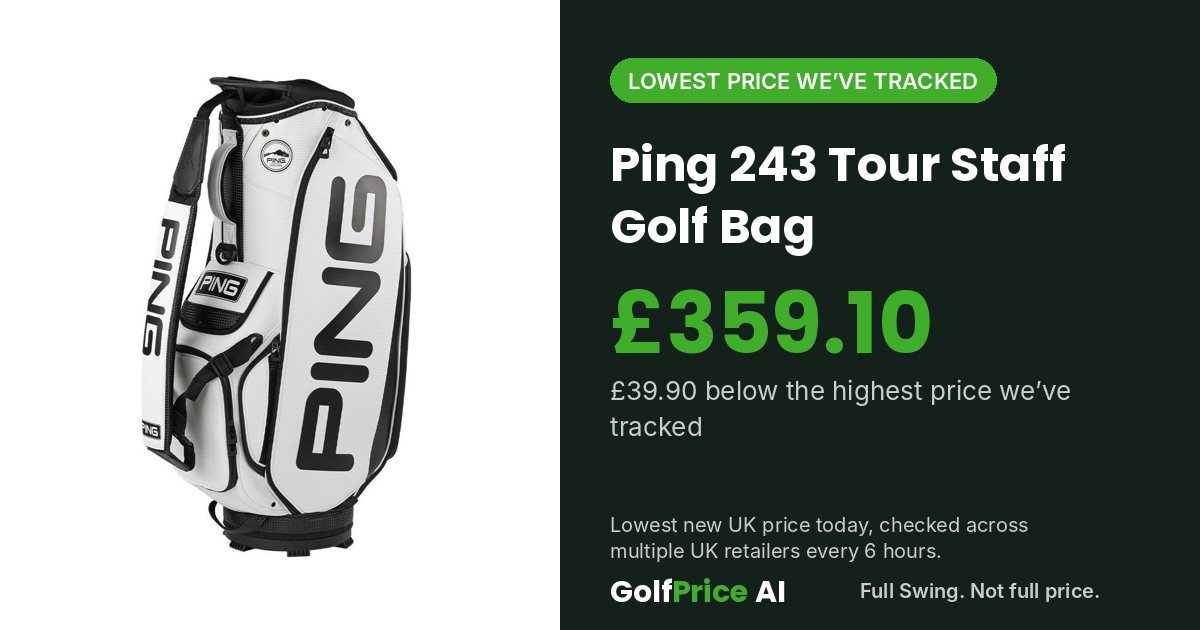 PING
PING
PING
PING
PING
LOWEST PRICE WE’VE TRACKED
Ping 243 Tour Staff
Golf Bag
£359.10
£39.90 below the highest price we’ve
tracked
Lowest new UK price today, checked across
multiple UK retailers every 6 hours.
GolfPrice AI
Full Swing. Not full price.